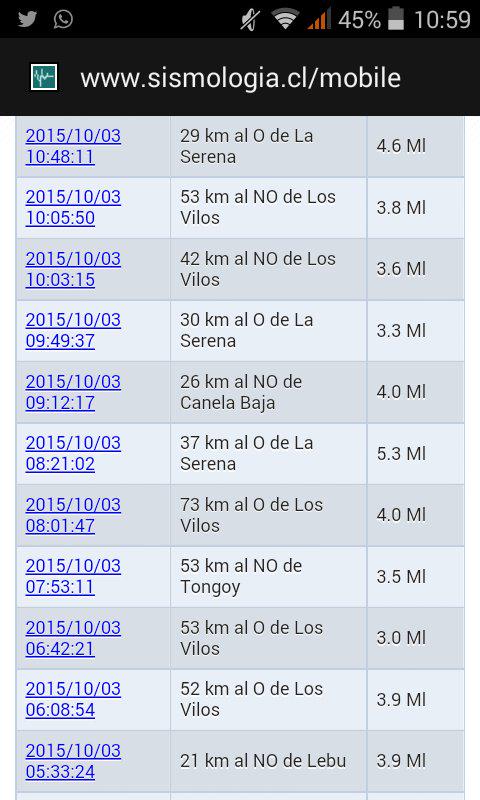 45% 10:59
www.sismologia.cl/mobile
2015/10/03
10:48:11
29 km al O de La
Serena
4.6 Ml
2015/10/03
10:05:50
53 km al NO de Los
Vilos
3.8 Ml
2015/10/03
10:03:15
42 km al NO de Los
Vilos
3.6 Ml
2015/10/03
09:49:37
30 km al O de La
Serena
3.3 Ml
2015/10/03
09:12:17
26 km al NO de
Canela Baja
4.0 Ml
2015/10/03
08:21:02
37 km al O de La
Serena
5.3 Ml
2015/10/03
08:01:47
73 km al O de Los
Vilos
4.0 Ml
2015/10/03
07:53:11
53 km al NO de
Tongoy
3.5 Ml
2015/10/03
06:42:21
53 km al O de Los
Vilos
3.0 Ml
2015/10/03
06:08:54
52 km al O de Los
Vilos
3.9 Ml
2015/10/03
05:33:24
21 km al NO de Lebu
3.9 Ml